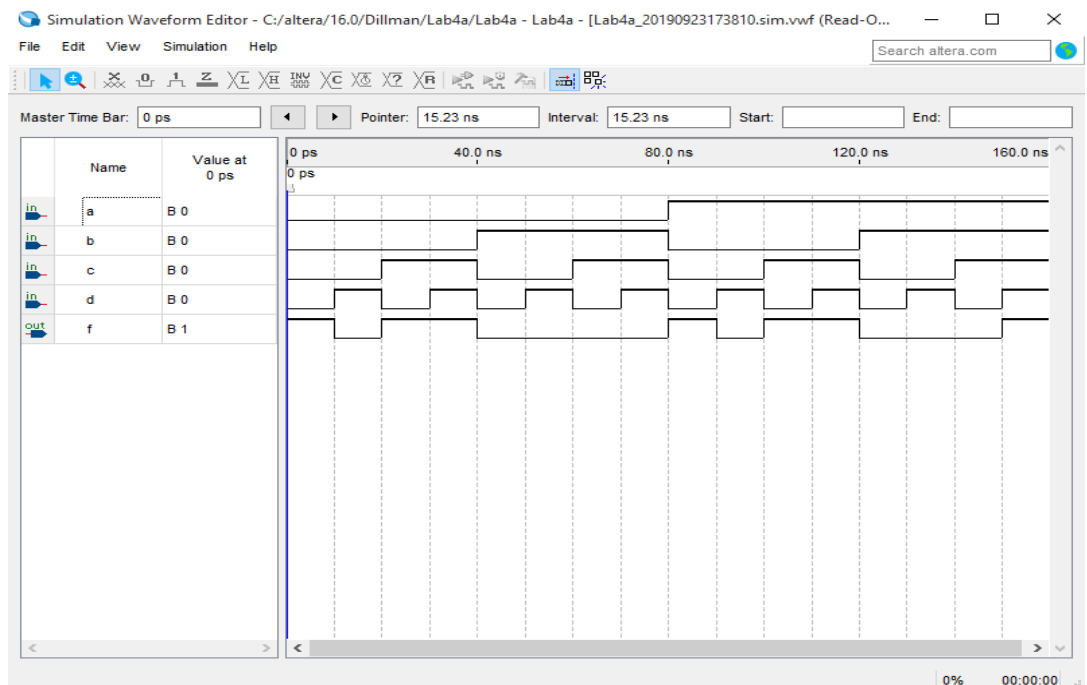 Simulation Waveform Editor - C:/altera/16.0/Dillman/Lab4a/Lab4a - Lab4a - [Lab4a_20190923173810.sim.vwf (Read-O...
File Edit View Simulation Help
Search altera.com
Master Time Bar: 0 ps Pointer: 15.23 ns Interval: 15.23 ns Start: End:
Name Value at 0 ps
0 ps 40.0 ns 80.0 ns 120.0 ns 160.0 ns
0 ps
in a B 0
in b B 0
in c B 0
in d B 0
out f B 1
0% 00:00:00